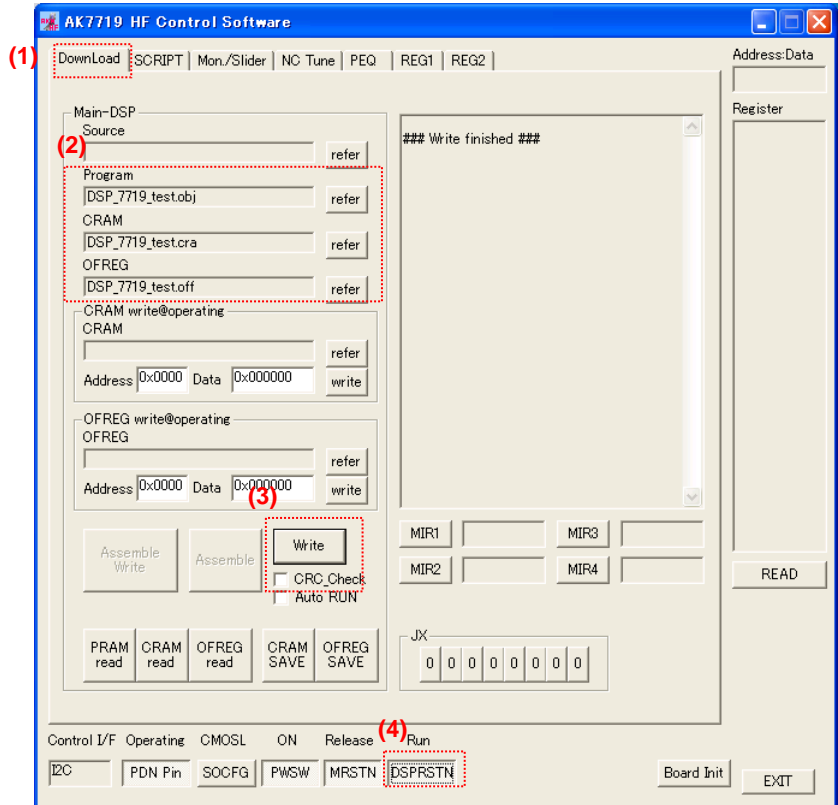 AK7719 HF Control Software
(1)
DownLoad SCRIPT Mon./Slider NC Tune PEQ REG1 REG2
Address:Data
Register
Main-DSP
Source
(2)
refer
Program
DSP_7719_test.obj refer
CRAM
DSP_7719_test.cra refer
OFREG
DSP_7719_test.off refer
CRAM write@operating
CRAM
refer
Address 0x0000 Data 0x000000 write
OFREG write@operating
OFREG
refer
Address 0x0000 Data 0x000000 write
(3)
Assemble
Write
Assemble
Write
CRC_Check
Auto RUN
PRAM
read
CRAM
read
OFREG
read
CRAM
SAVE
OFREG
SAVE
### Write finished ###
MIR1 MIR3
MIR2 MIR4
JX
0 0 0 0 0 0 0 0
READ
(4)
Control I/F Operating CMOSL ON Release Run
I2C PDN Pin SOCFG PWSW MRSTN DSPRSTN Board Init EXIT